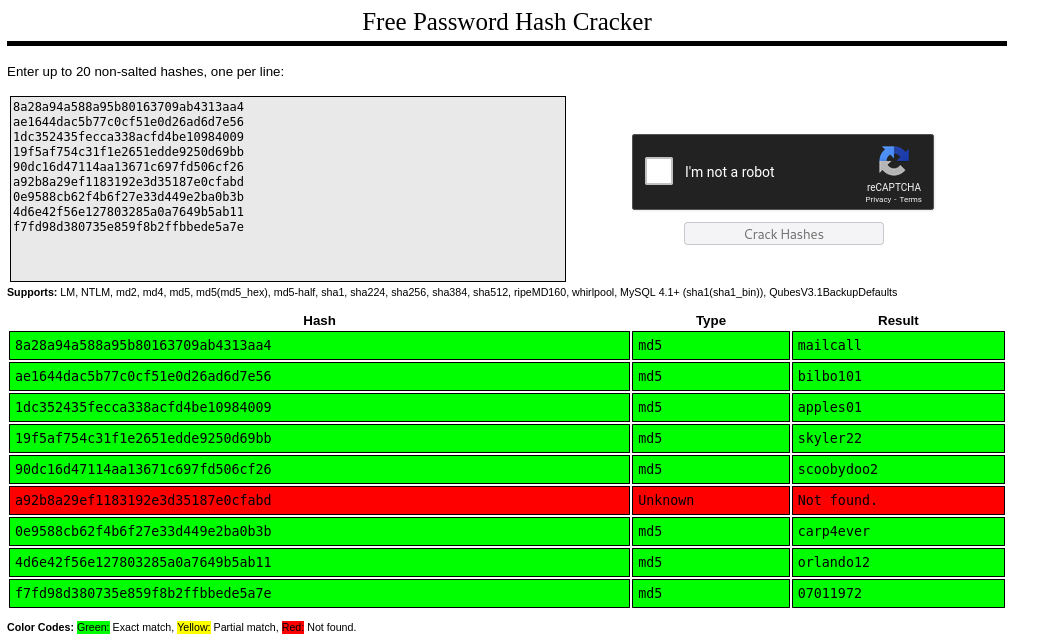 Free Password Hash Cracker
Enter up to 20 non-salted hashes, one per line:
8a28a94a588a95b80163709ab4313aa4
ae1644dac5b77c0cf51e0d26ad6d7e56
1dc352435fecca338acfd4be10984009
19f5af754c31f1e2651edde9250d69bb
90dc16d47114aa13671c697fd506cf26
a92b8a29ef1183192e3d35187e0cfabd
0e9588cb62f4b6f27e33d449e2ba0b3b
4d6e42f56e127803285a0a7649b5ab11
f7fd98d380735e859f8b2ffbbede5a7e
I'm not a robot
reCAPTCHA
Privacy - Terms
Crack Hashes
Supports: LM, NTLM, md2, md4, md5, md5(md5_hex), md5-half, sha1, sha224, sha256, sha384, sha512, ripeMD160, whirlpool, MySQL 4.1+ (sha1(sha1_bin)), QubesV3.1BackupDefaults
Hash Type Result
8a28a94a588a95b80163709ab4313aa4 md5 mailcall
ae1644dac5b77c0cf51e0d26ad6d7e56 md5 bilbo101
1dc352435fecca338acfd4be10984009 md5 apples01
19f5af754c31f1e2651edde9250d69bb md5 skyler22
90dc16d47114aa13671c697fd506cf26 md5 scoobydoo2
a92b8a29ef1183192e3d35187e0cfabd Unknown Not found.
0e9588cb62f4b6f27e33d449e2ba0b3b md5 carp4ever
4d6e42f56e127803285a0a7649b5ab11 md5 orlando12
f7fd98d380735e859f8b2ffbbede5a7e md5 07011972
Color Codes: Green: Exact match, Yellow: Partial match, Red: Not found.